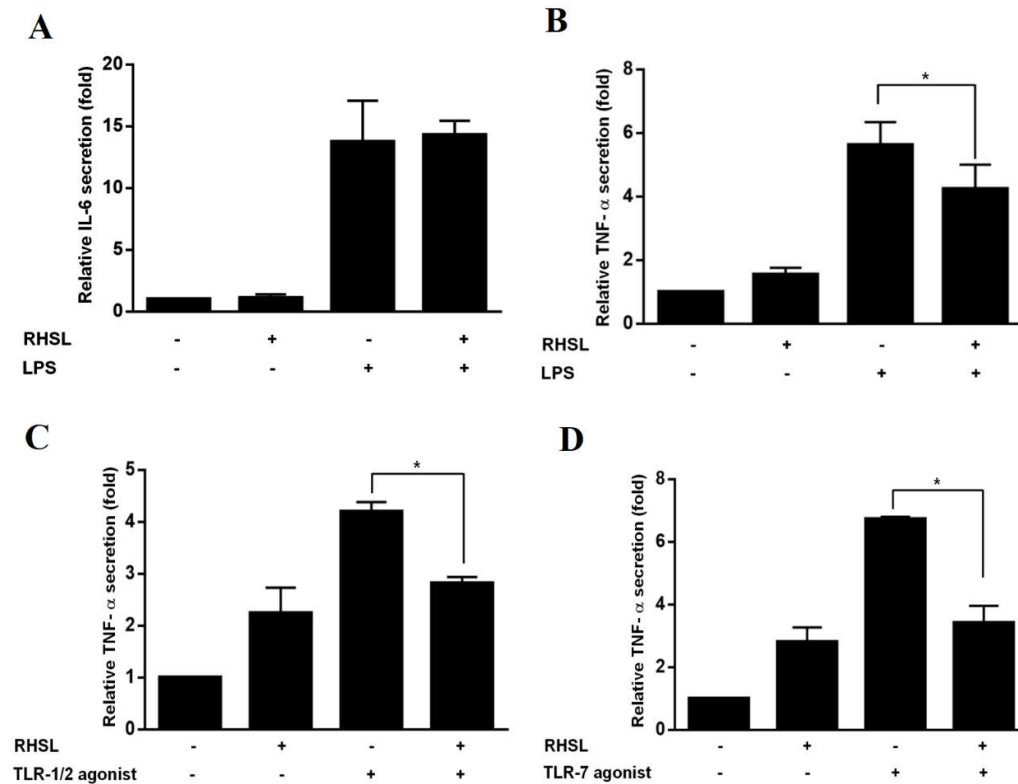 A
Relative IL-6 secretion (fold)
20
15
10
5
0
RHSL - + - +
LPS - - + +
B
Relative TNF- α secretion (fold)
8
6
4
2
0
*
RHSL - + - +
LPS - - + +
C
Relative TNF- α secretion (fold)
5
4
3
2
1
0
*
RHSL - + - +
TLR-1/2 agonist - - + +
D
Relative TNF- α secretion (fold)
8
6
4
2
0
*
RHSL - + - +
TLR-7 agonist - - + +